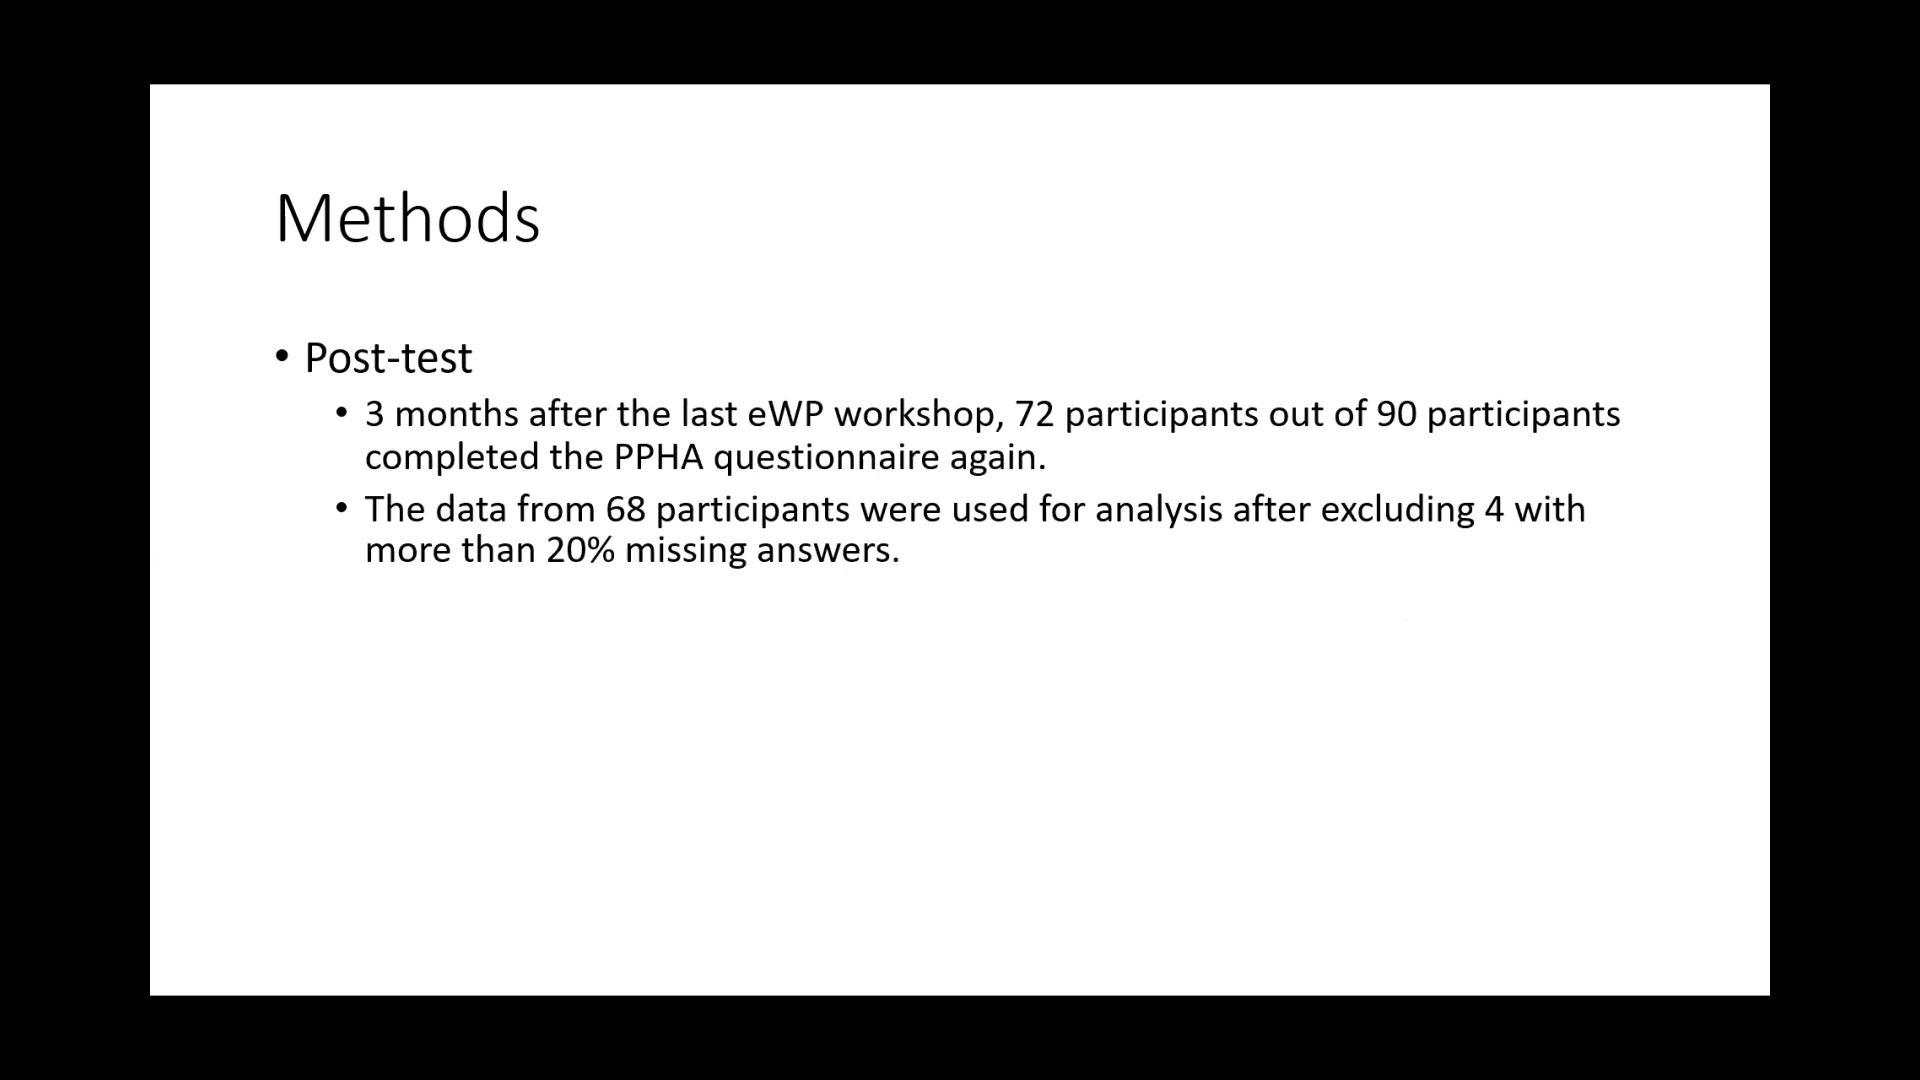 Methods
• Post-test
• 3 months after the last eWP workshop, 72 participants out of 90 participants
completed the PPHA questionnaire again.
• The data from 68 participants were used for analysis after excluding 4 with
more than 20% missing answers.